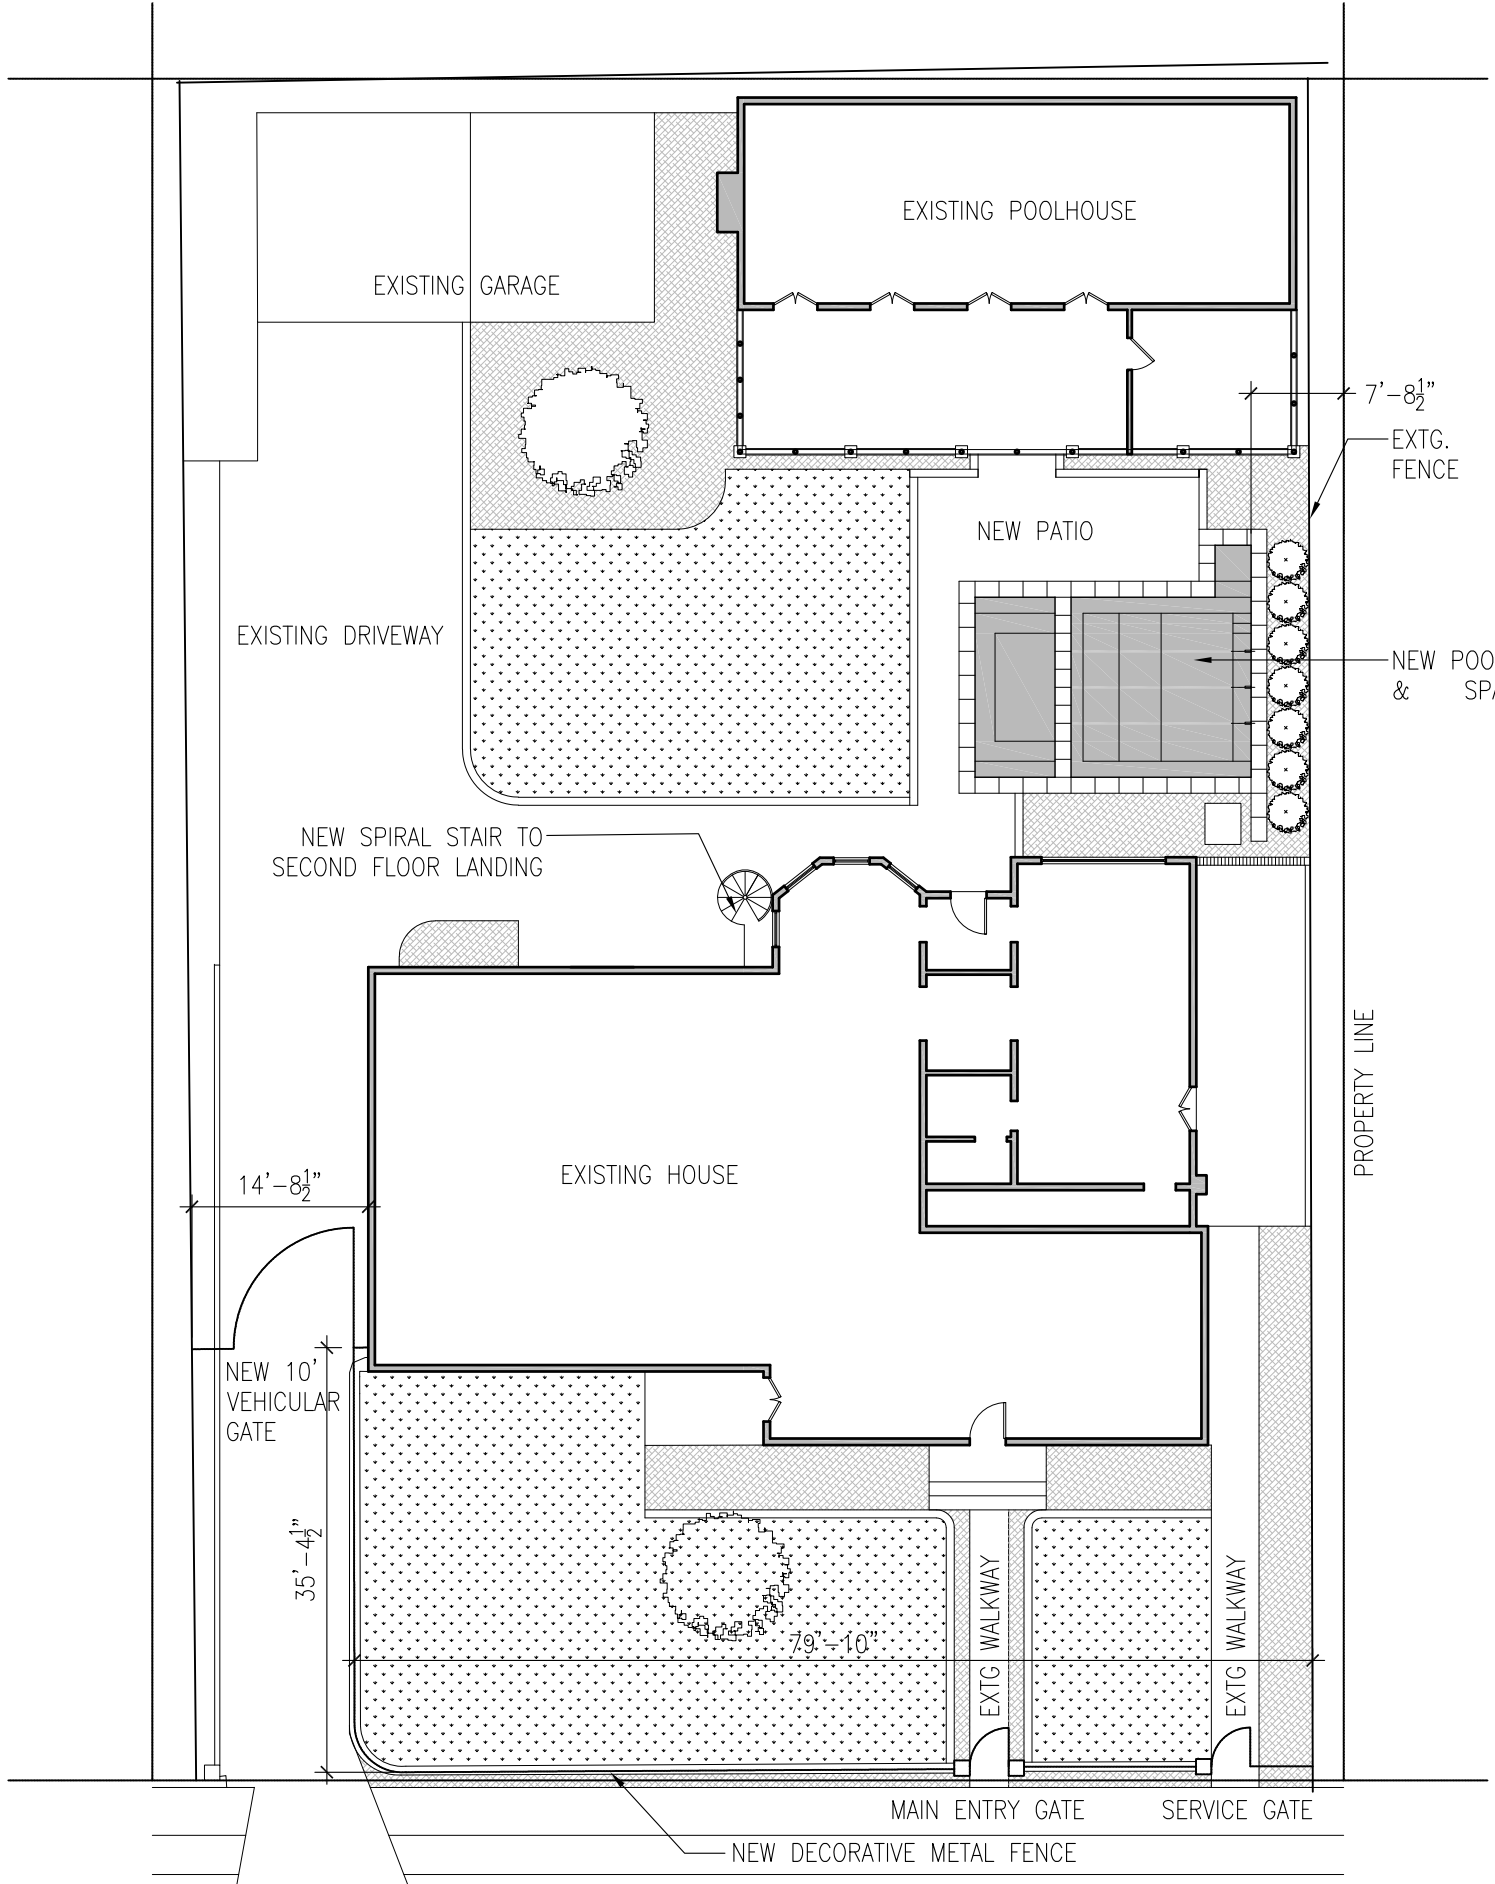 EXISTING POOLHOUSE
EXISTING GARAGE
7'-8½"
EXTG.
FENCE
NEW PATIO
EXISTING DRIVEWAY
NEW POO
& SPA
NEW SPIRAL STAIR TO
SECOND FLOOR LANDING
PROPERTY LINE
EXISTING HOUSE
14'-8½"
NEW 10'
VEHICULAR
GATE
35'-4½"
79'-10"
EXTG WALKWAY
EXTG WALKWAY
MAIN ENTRY GATE
SERVICE GATE
NEW DECORATIVE METAL FENCE